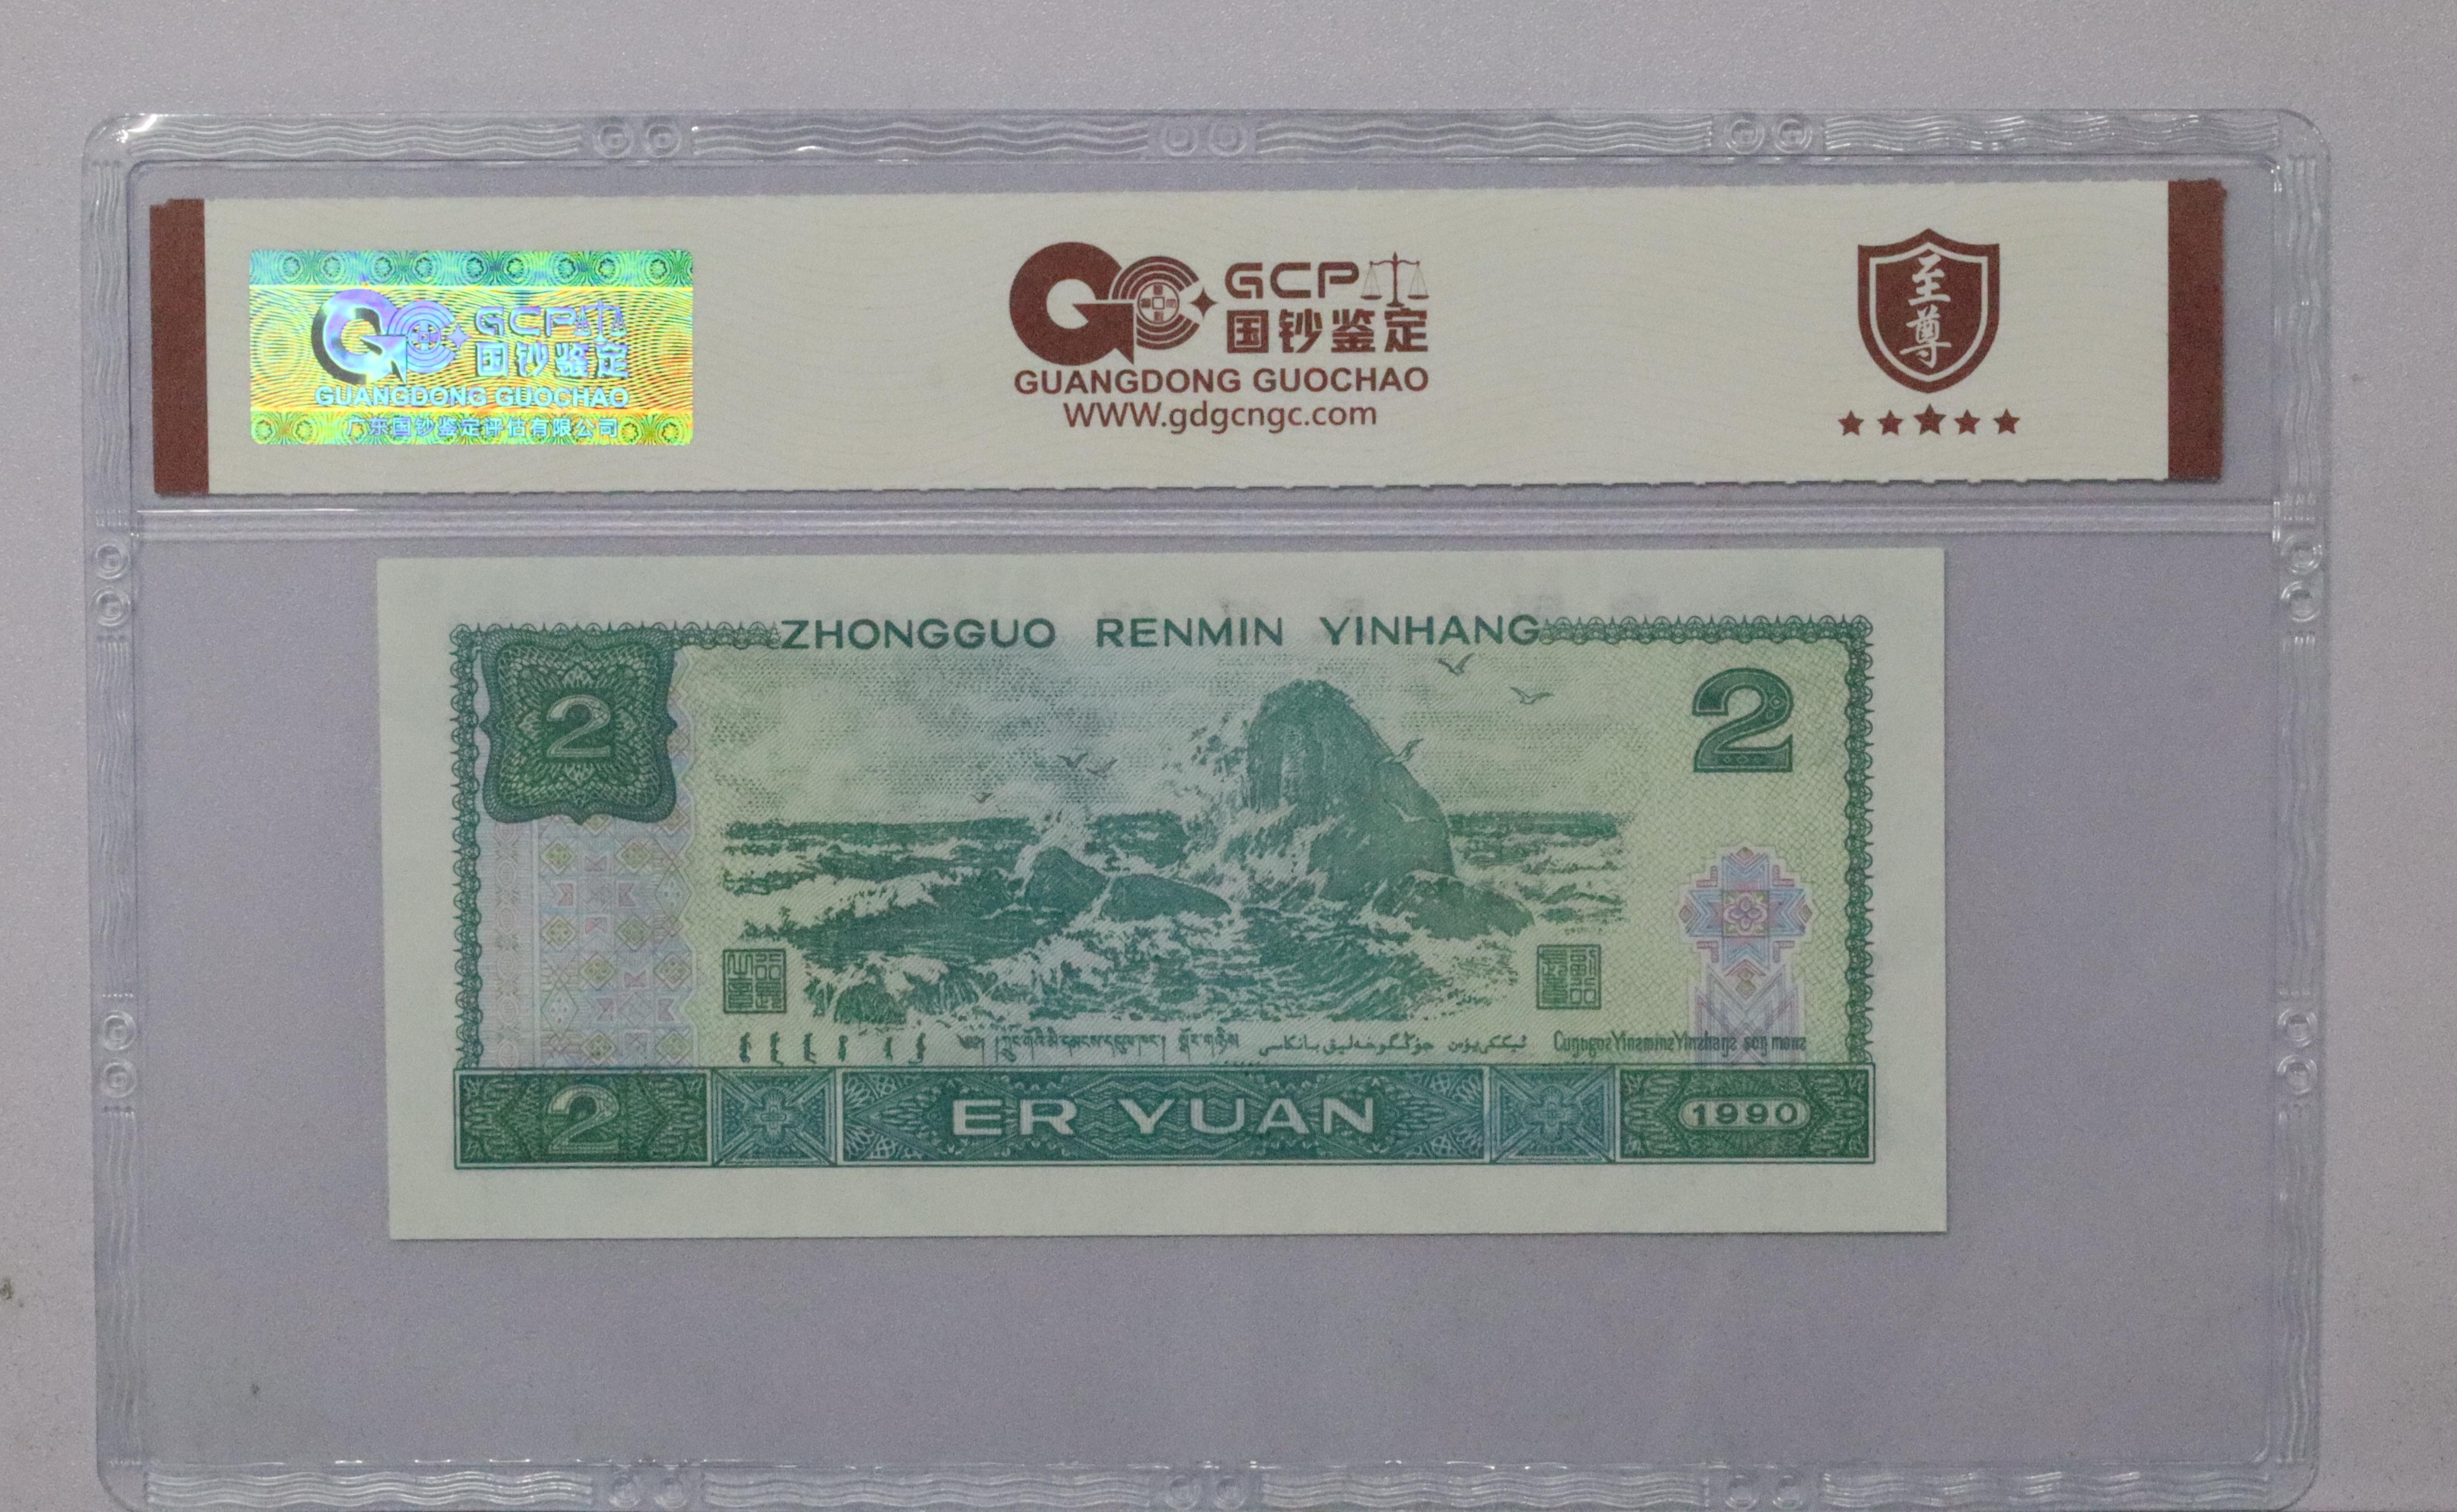 GCP
国钞鉴定
GUANGDONG GUOCHAO
广东国钞鉴定评估有限公司
GCP
国钞鉴定
GUANGDONG GUOCHAO
WWW.gdgcngc.com
至尊
ZHONGGUO RENMIN YINHANG
2
2
Cunggoz Yinzminz Yinzhangz song maenz
2
ER YUAN
1990